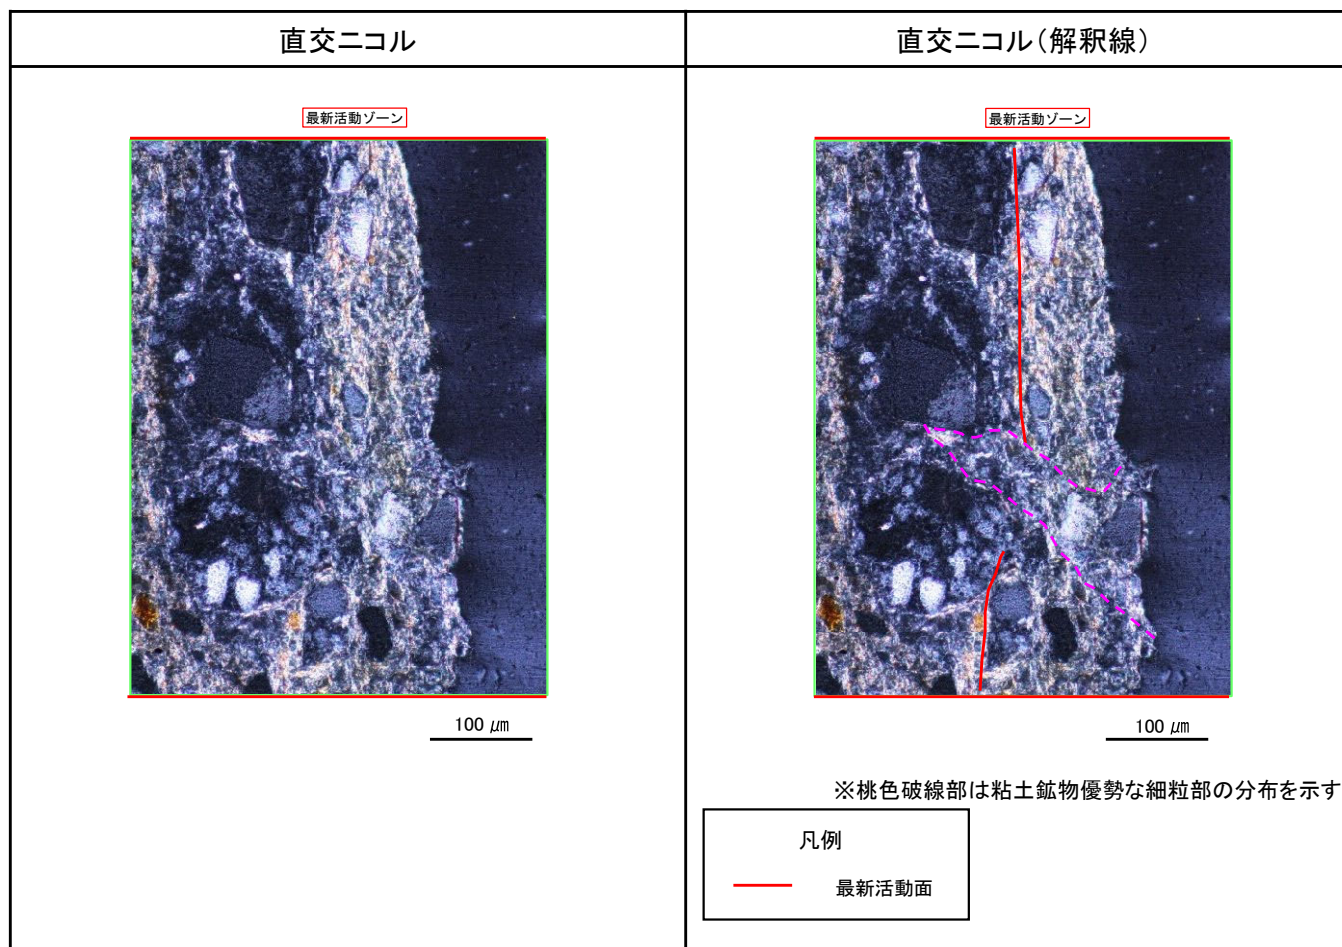 直交ニコル
直交ニコル(解釈線)
最新活動ゾーン
最新活動ゾーン
100 μm
100 μm
※桃色破線部は粘土鉱物優勢な細粒部の分布を示す
凡例
最新活動面